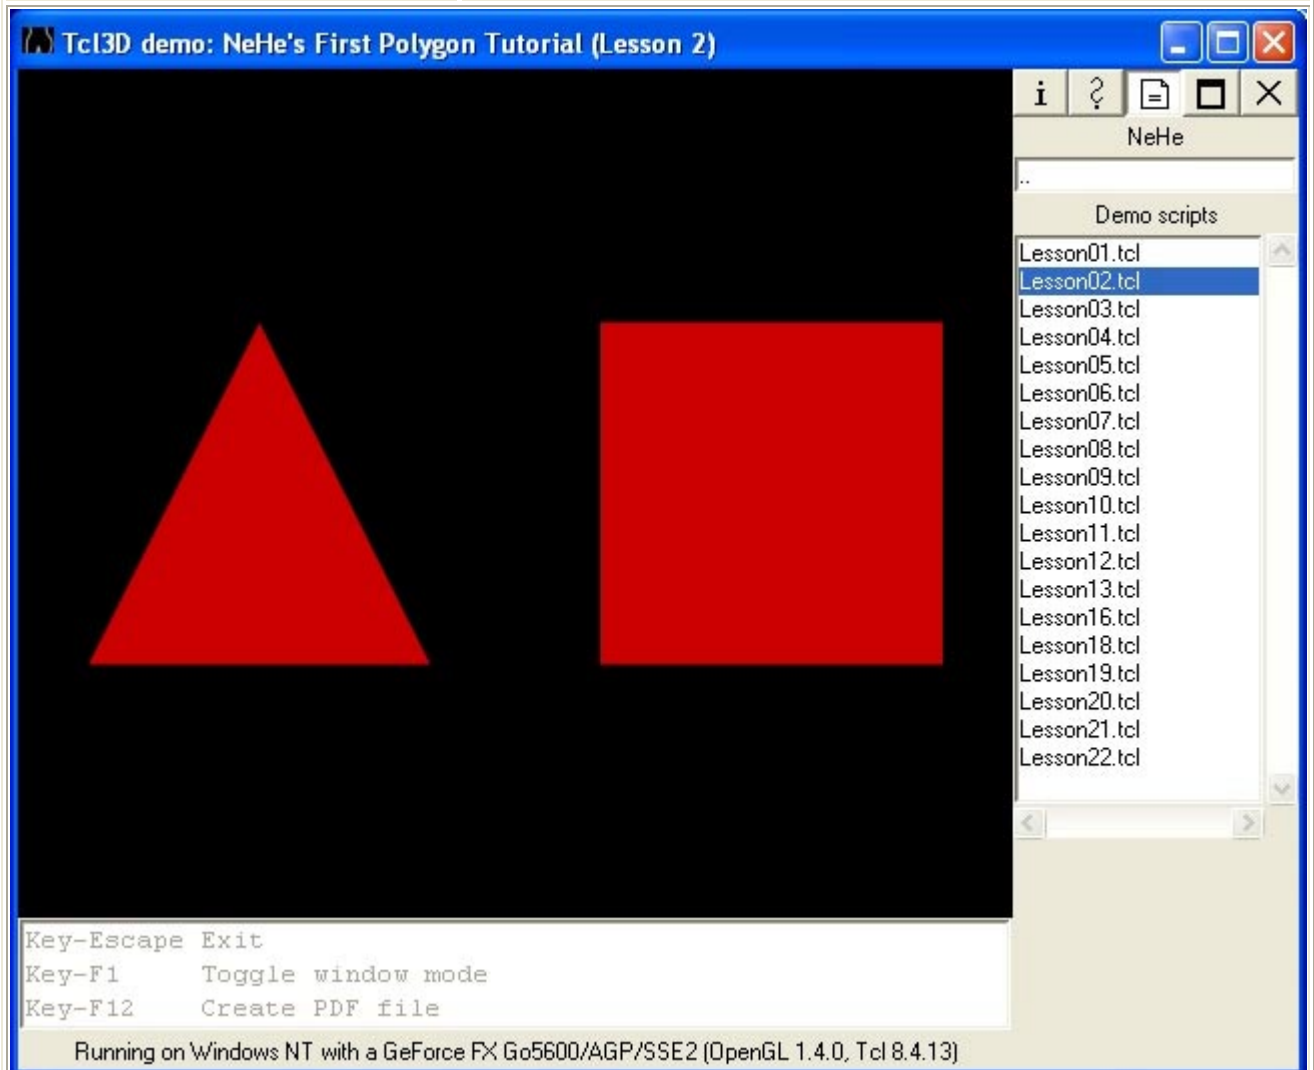 Tcl3D demo: NeHe's First Polygon Tutorial (Lesson 2)
i ?
NeHe
..
Demo scripts
Lesson01.tcl
Lesson02.tcl
Lesson03.tcl
Lesson04.tcl
Lesson05.tcl
Lesson06.tcl
Lesson07.tcl
Lesson08.tcl
Lesson09.tcl
Lesson10.tcl
Lesson11.tcl
Lesson12.tcl
Lesson13.tcl
Lesson16.tcl
Lesson18.tcl
Lesson19.tcl
Lesson20.tcl
Lesson21.tcl
Lesson22.tcl
Key-Escape Exit
Key-F1 Toggle window mode
Key-F12 Create PDF file
Running on Windows NT with a GeForce FX Go5600/AGP/SSE2 (OpenGL 1.4.0, Tcl 8.4.13)